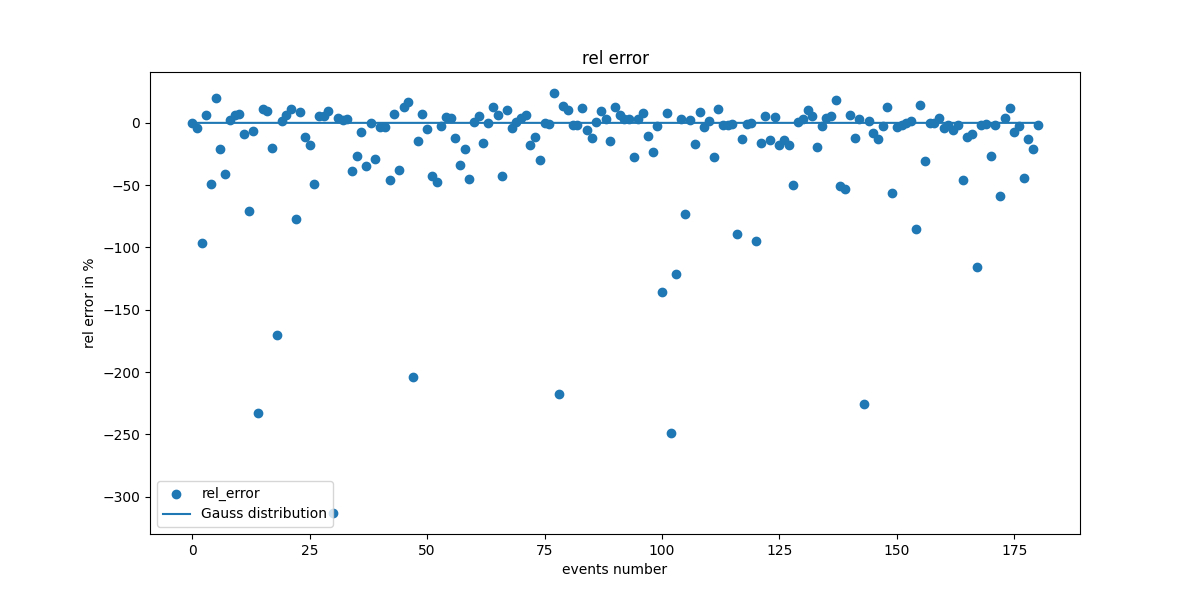 rel error
rel error in %
0
−50
−100
−150
−200
−250
−300
rel_error
Gauss distribution
0 25 50 75 100 125 150 175
events number